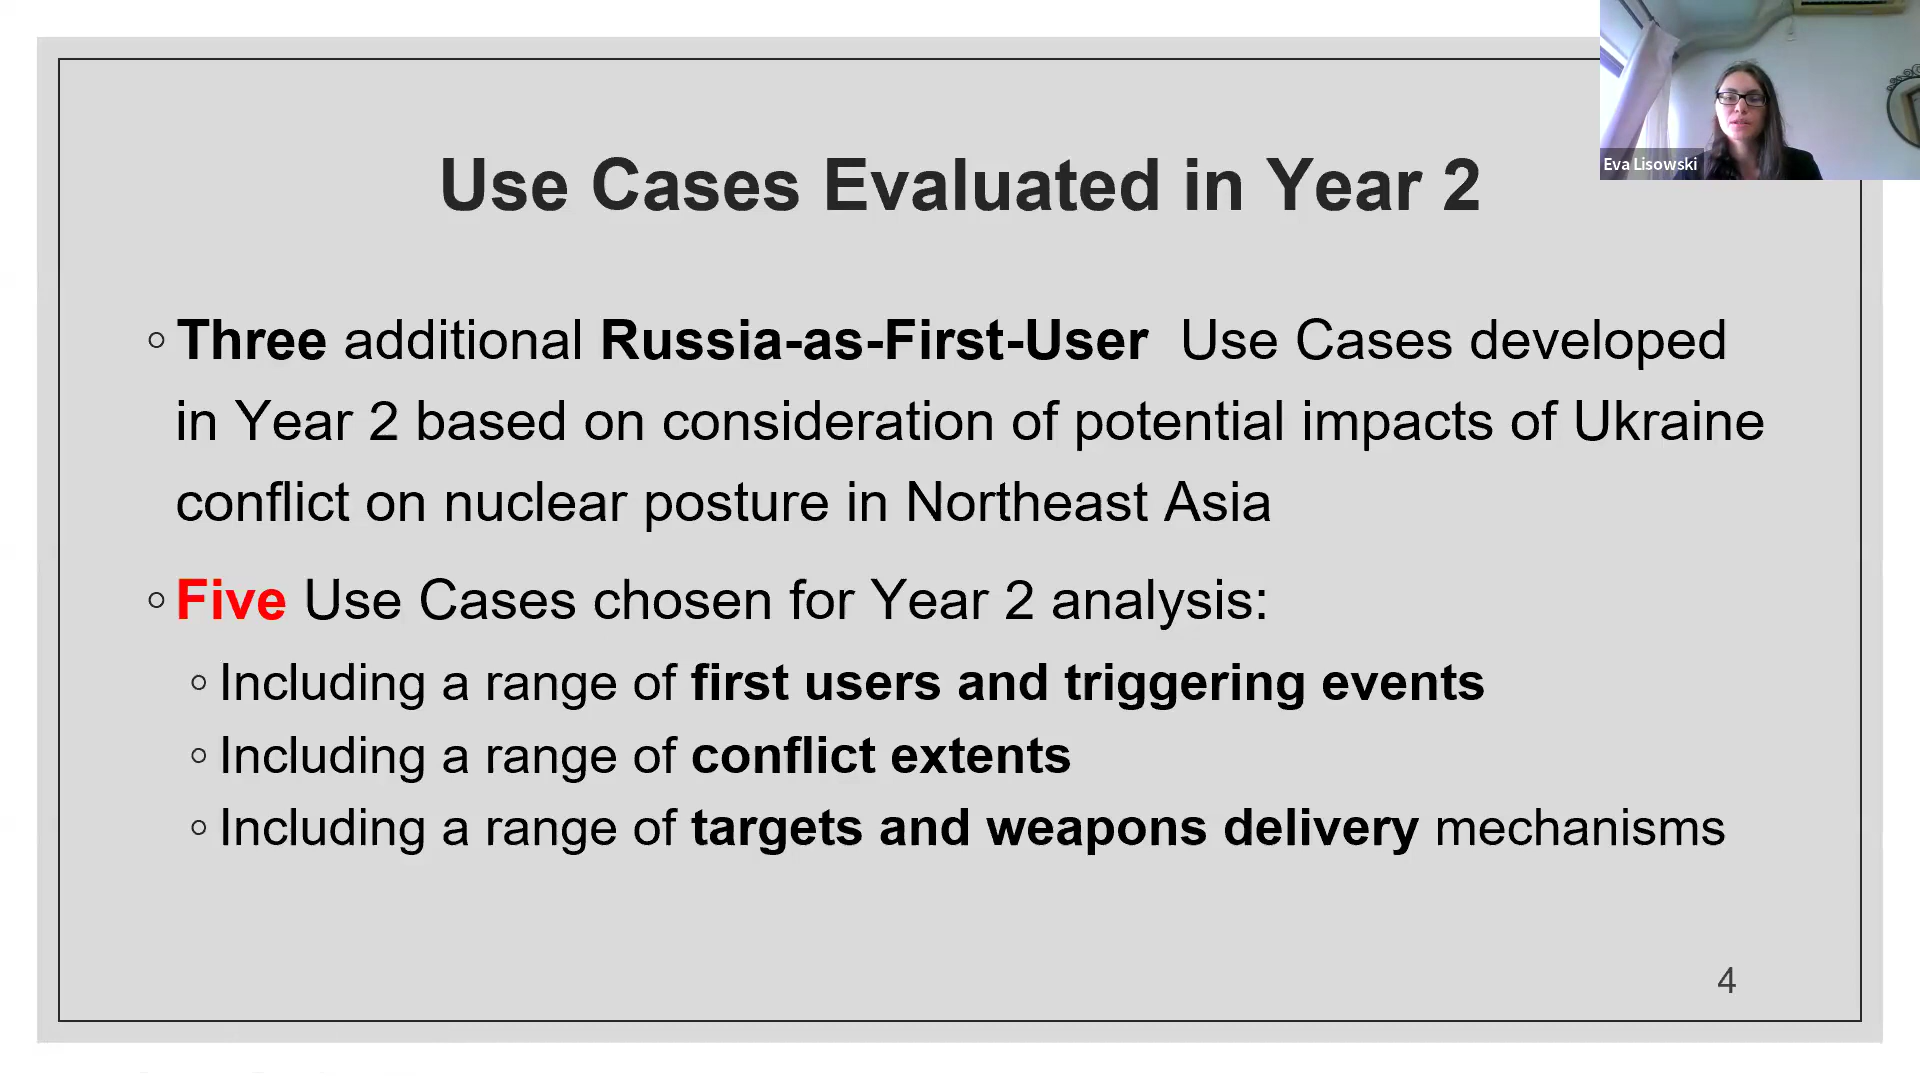 Eva Lisowski
Use Cases Evaluated in Year 2
◦ Three additional Russia-as-First-User Use Cases developed
in Year 2 based on consideration of potential impacts of Ukraine
conflict on nuclear posture in Northeast Asia
◦ Five Use Cases chosen for Year 2 analysis:
◦ Including a range of first users and triggering events
◦ Including a range of conflict extents
◦ Including a range of targets and weapons delivery mechanisms
4